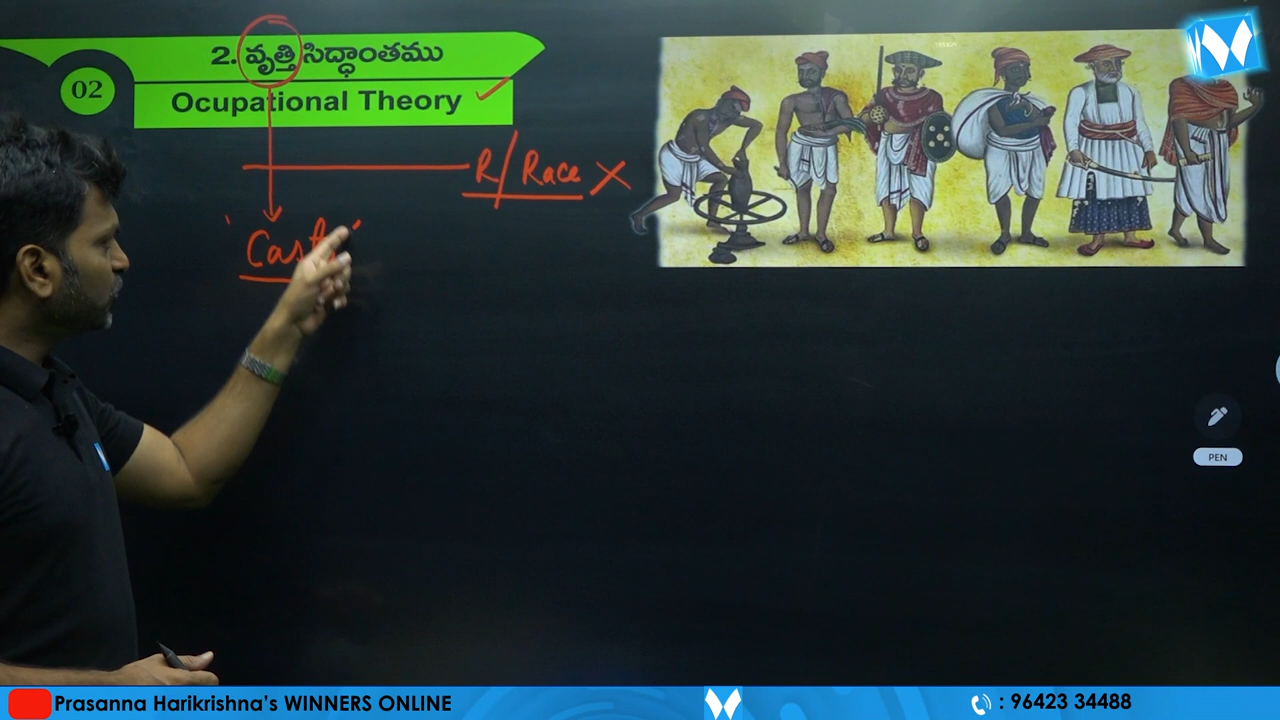 2. వృత్తి సిద్ధాంతము
02
Ocupational Theory
R/Race
PEN
Prasanna Harikrishna's WINNERS ONLINE
: 96423 34488